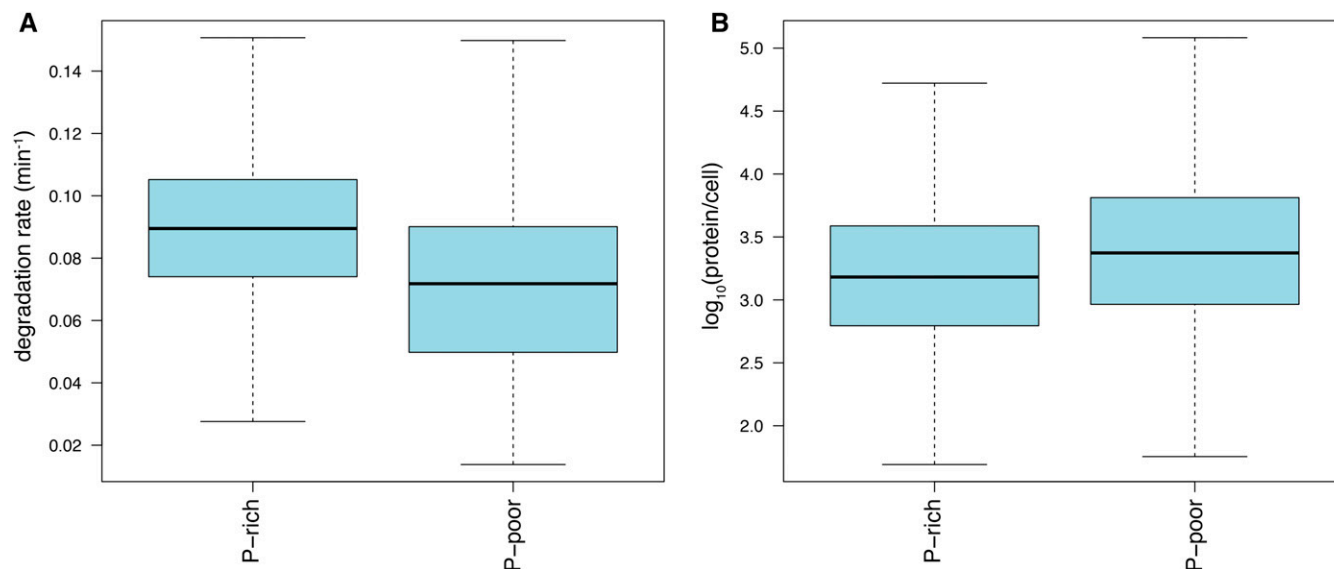 A
degradation rate (min⁻¹)
0.14
0.12
0.10
0.08
0.06
0.04
0.02
P−rich
P−poor
B
log₁₀(protein/cell)
5.0
4.5
4.0
3.5
3.0
2.5
2.0
P−rich
P−poor